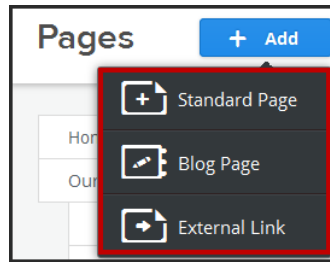 Pages
+ Add
Standard Page
Blog Page
External Link